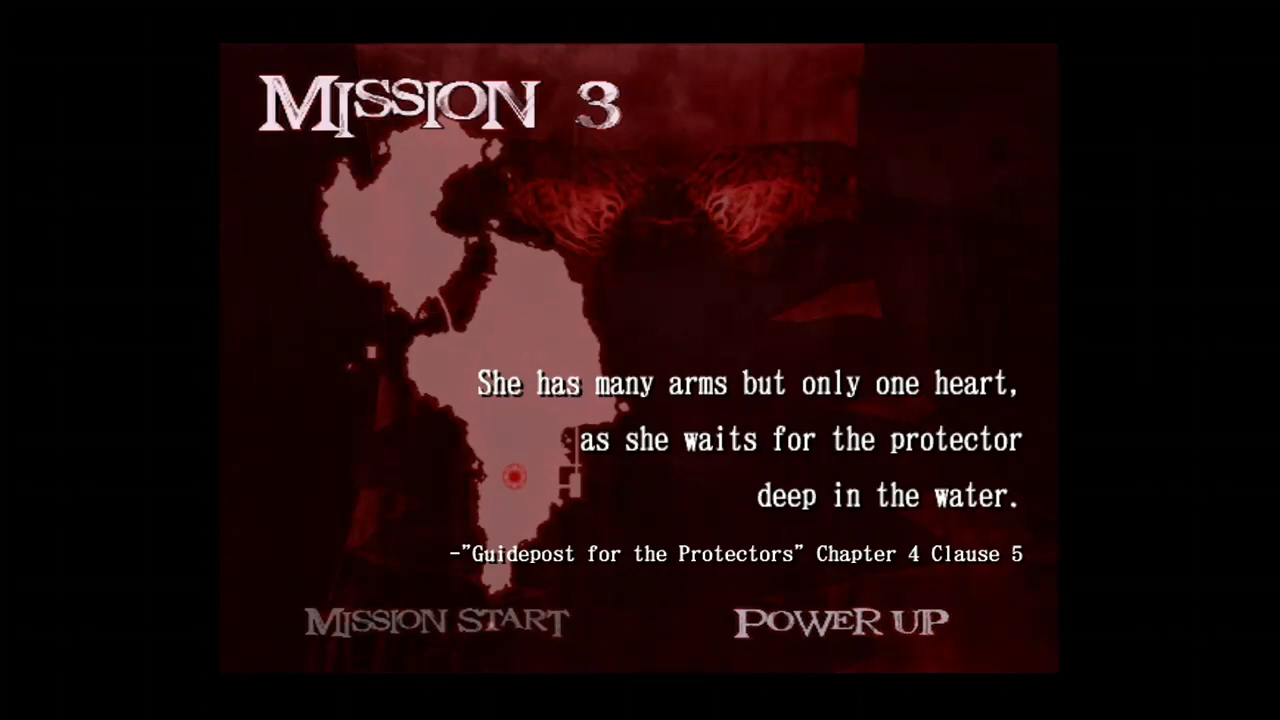 MISSION 3
She has many arms but only one heart,
as she waits for the protector
deep in the water.
-"Guidepost for the Protectors" Chapter 4 Clause 5
MISSION START
POWER UP